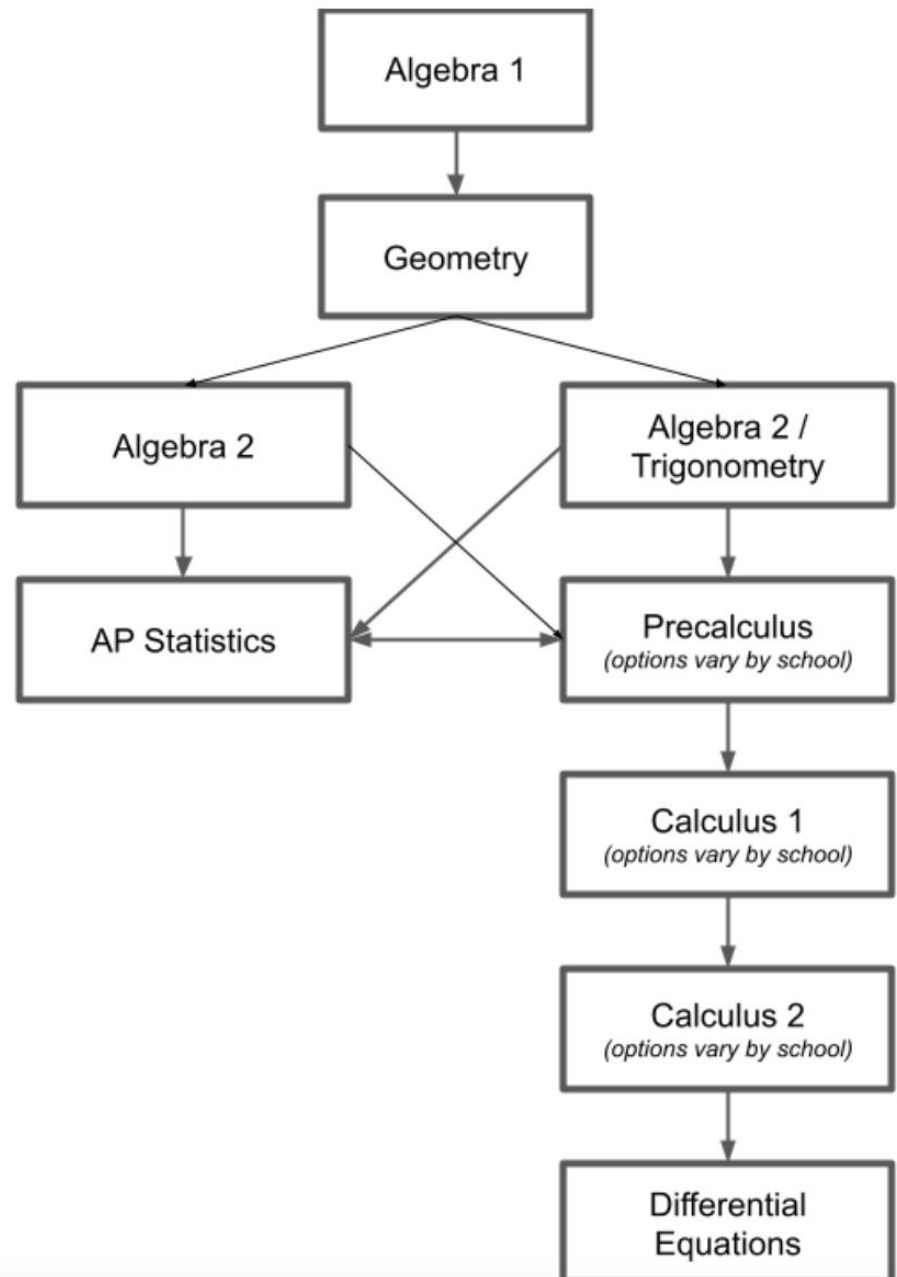 Algebra 1
Geometry
Algebra 2
Algebra 2 /
Trigonometry
AP Statistics
Precalculus
(options vary by school)
Calculus 1
(options vary by school)
Calculus 2
(options vary by school)
Differential
Equations